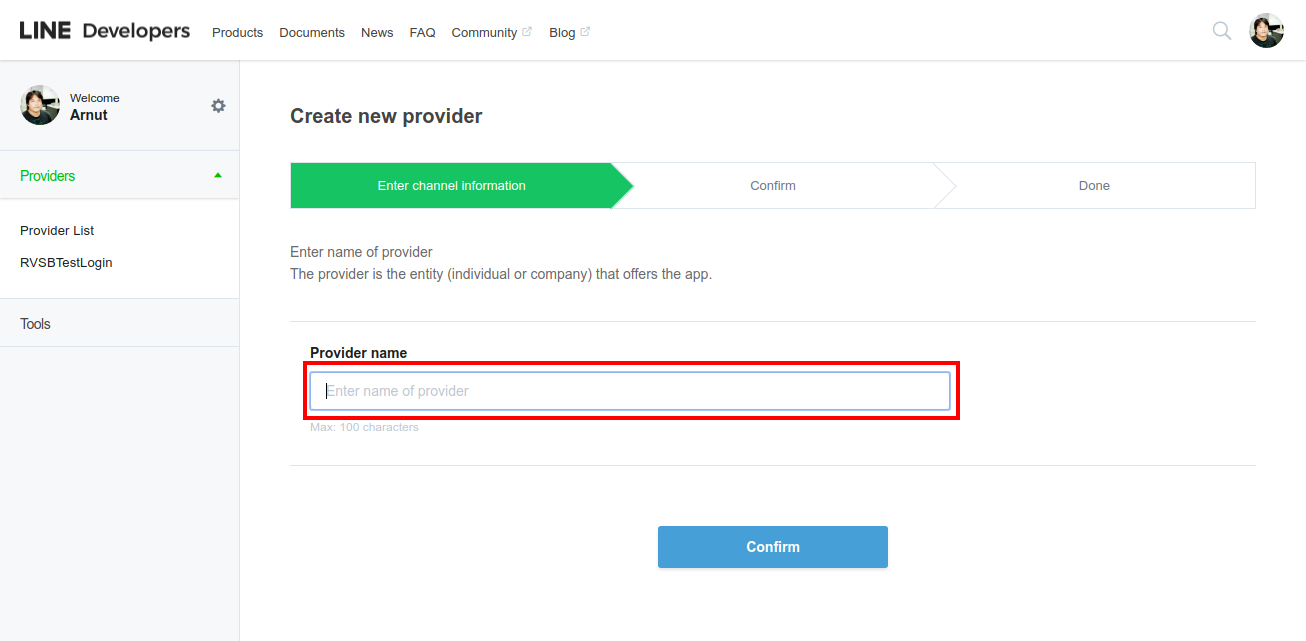 LINE Developers Products Documents News FAQ Community Blog
Welcome
Arnut
Providers
Provider List
RVSBTestLogin
Tools
Create new provider
Enter channel information Confirm Done
Enter name of provider
The provider is the entity (individual or company) that offers the app.
Provider name
Enter name of provider
Max: 100 characters
Confirm